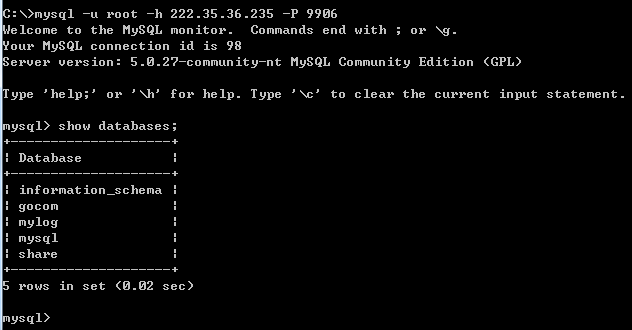 C:\>mysql -u root -h 222.35.36.235 -P 9906
Welcome to the MySQL monitor.  Commands end with ; or \g.
Your MySQL connection id is 98
Server version: 5.0.27-community-nt MySQL Community Edition (GPL)

Type 'help;' or '\h' for help. Type '\c' to clear the current input statement.

mysql> show databases;
+--------------------+
| Database           |
+--------------------+
| information_schema |
| gocom              |
| mylog              |
| mysql              |
| share              |
+--------------------+
5 rows in set (0.02 sec)

mysql>